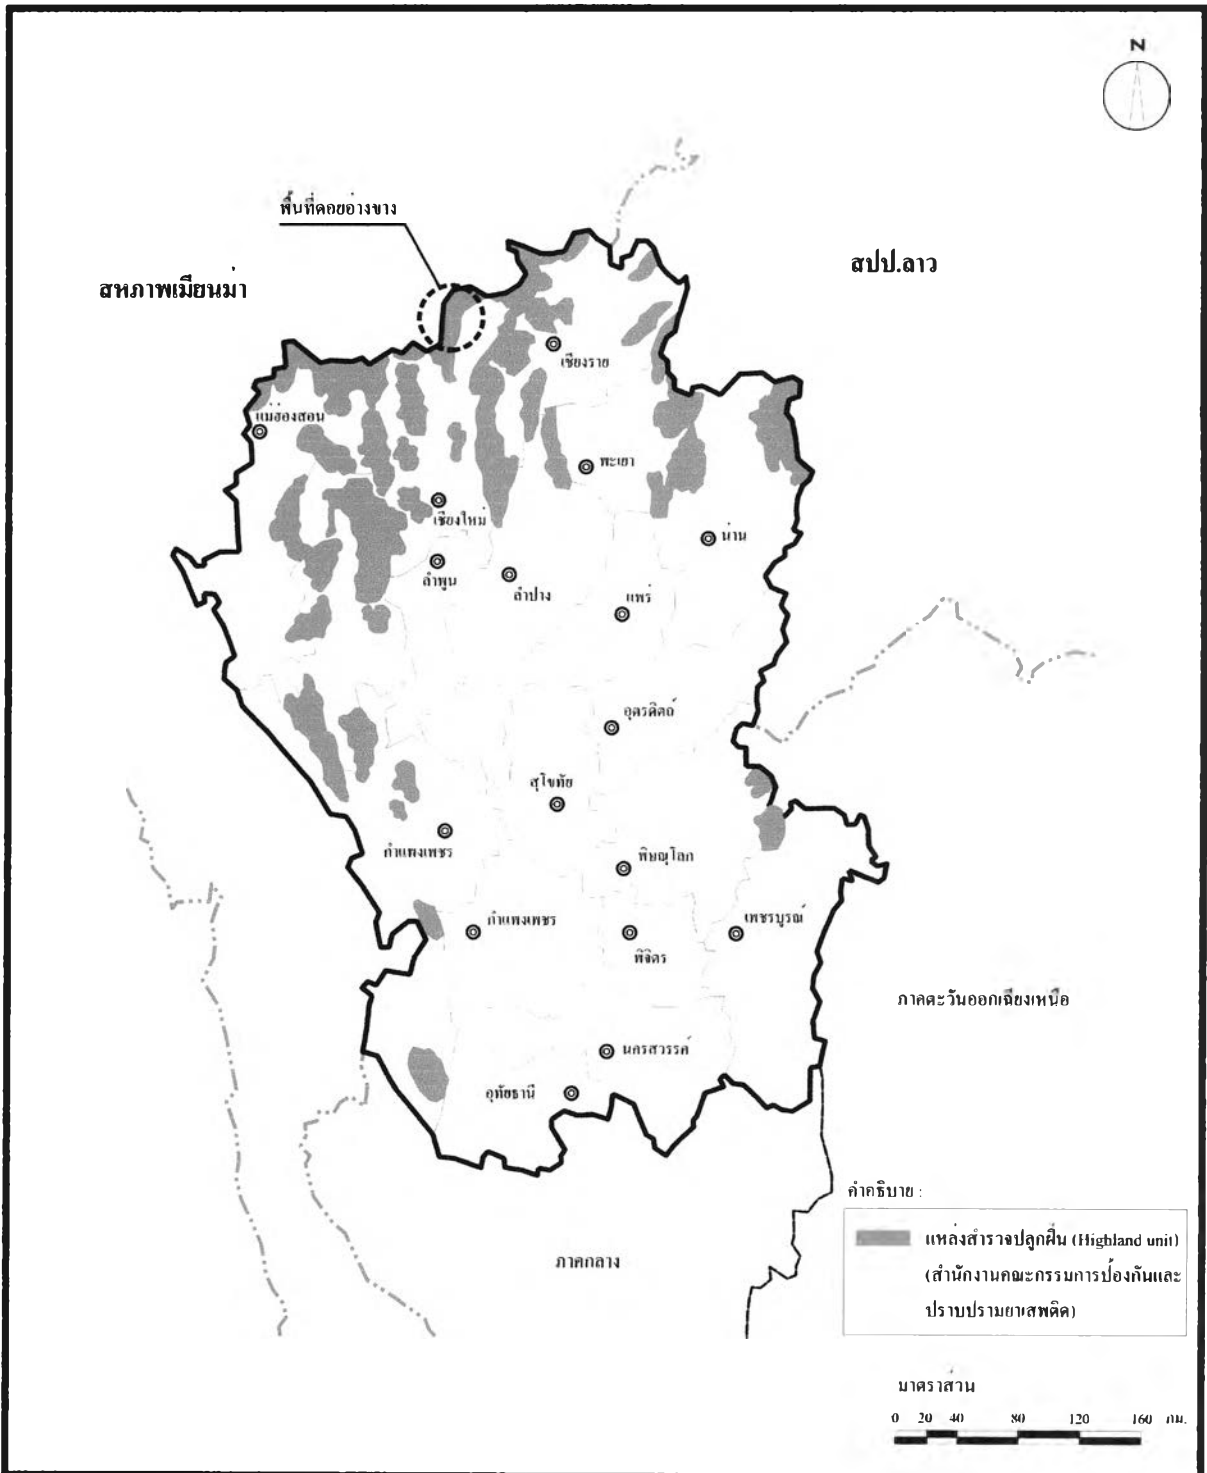 N
พื้นที่ดอยอ่างขาง
สปป.ลาว
สหภาพเมียนม่า
เชียงราย
แม่ฮ่องสอน
พะเยา
เชียงใหม่
น่าน
ลำพูน
ลำปาง
แพร่
อุตรดิตถ์
สุโขทัย
กำแพงเพชร
พิษณุโลก
กำแพงเพชร
เพชรบูรณ์
พิจิตร
ภาคตะวันออกเฉียงเหนือ
นครสวรรค์
อุทัยธานี
คำธิบาย :
แหล่งสำรวจปลูกฝิ่น (Highland unit)
(สำนักงานคณะกรรมการป้องกันและ
ปราบปรามยาเสพติด)
ภาคกลาง
มาตราส่วน
0 20 40 80 120 160 กม.